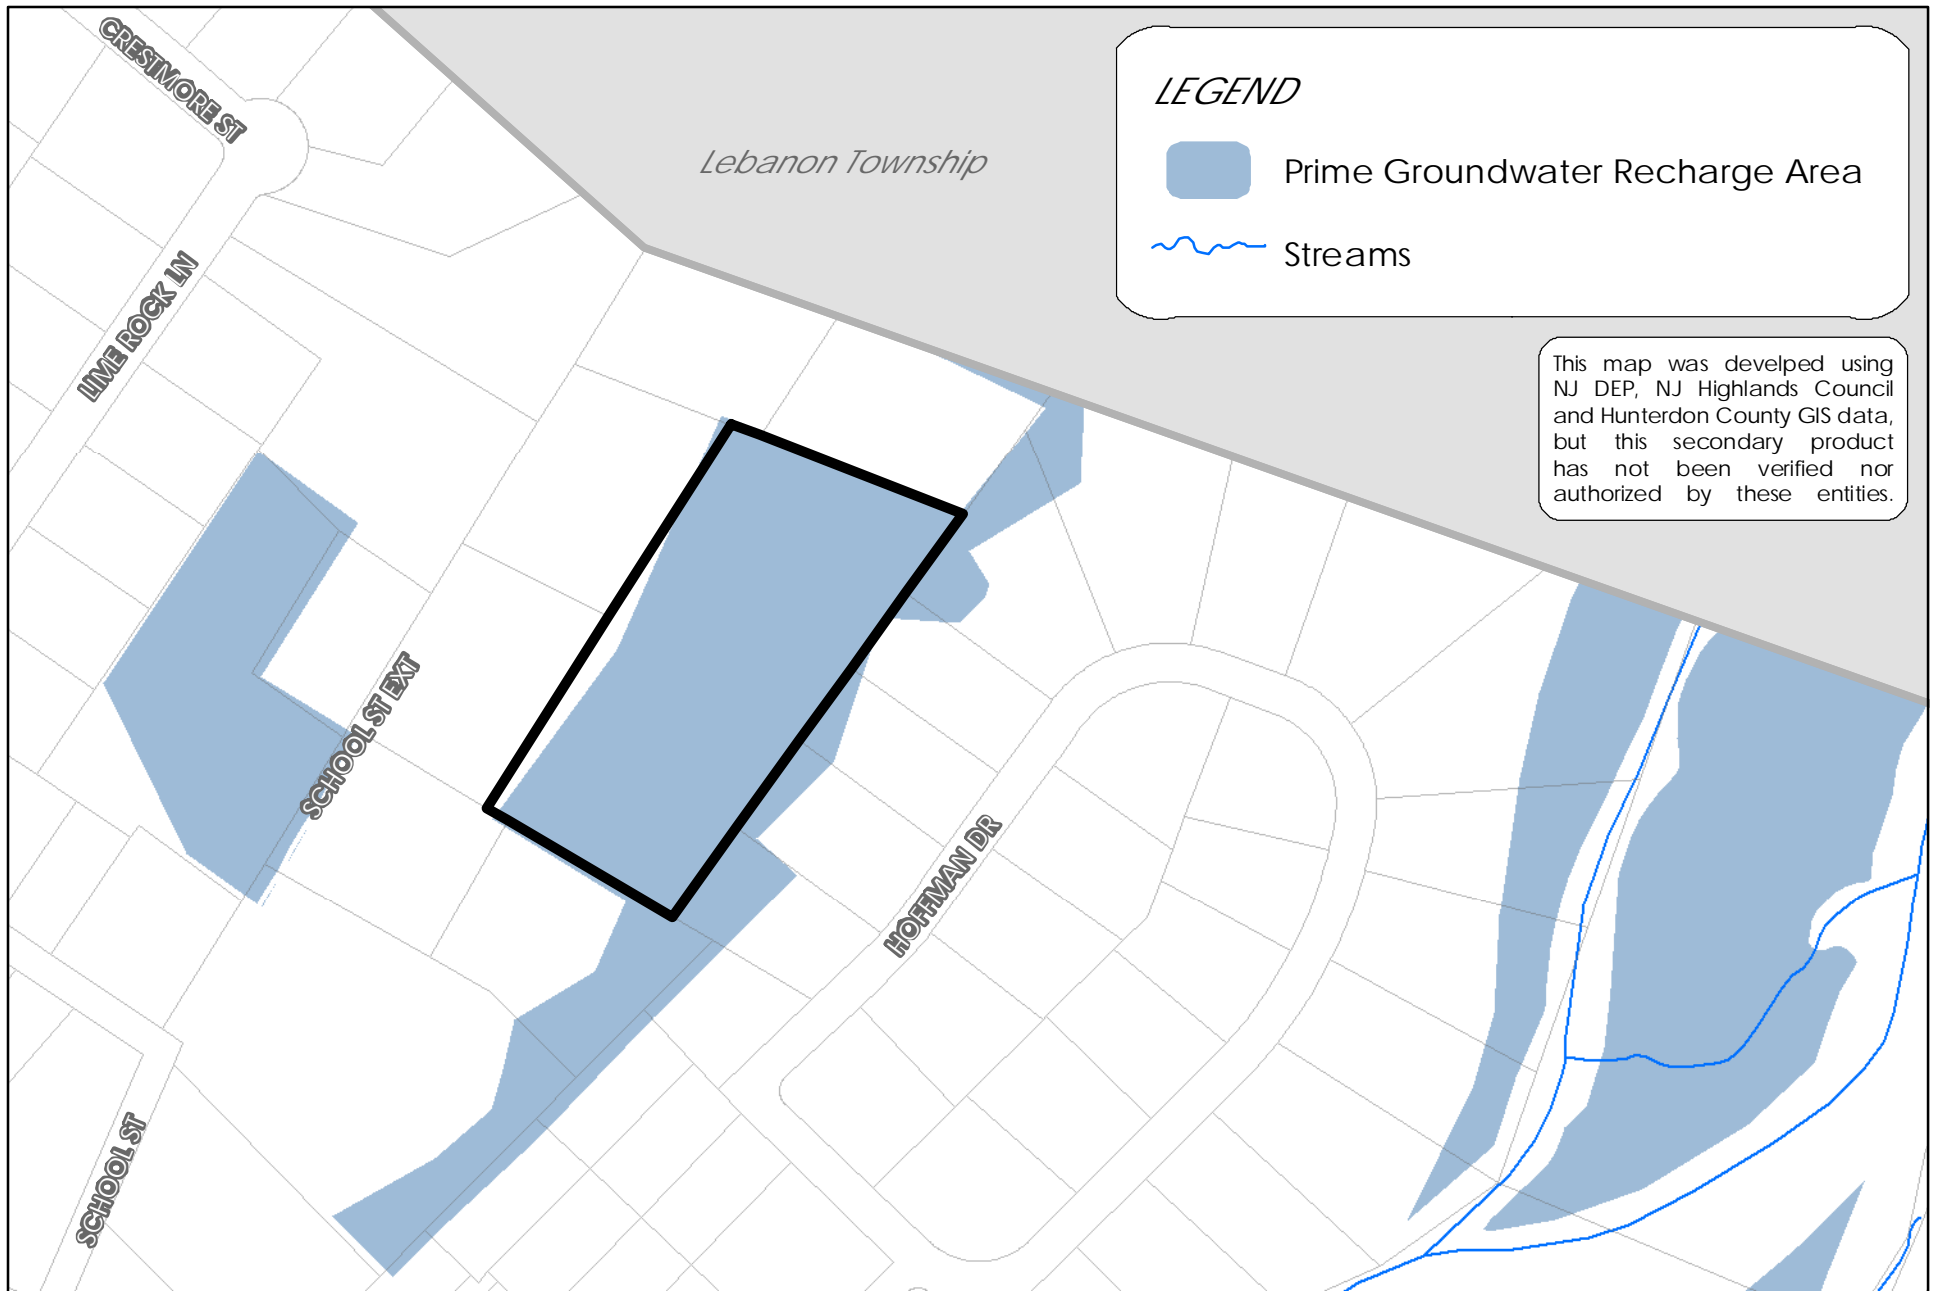 CRESTMORE ST
Lebanon Township
LEGEND
Prime Groundwater Recharge Area
Streams
LIME ROCK LN
This map was develped using
NJ DEP, NJ Highlands Council
and Hunterdon County GIS data,
but this secondary product
has not been verified nor
authorized by these entities.
SCHOOL ST EXT
HOFFMAN DR
SCHOOL ST